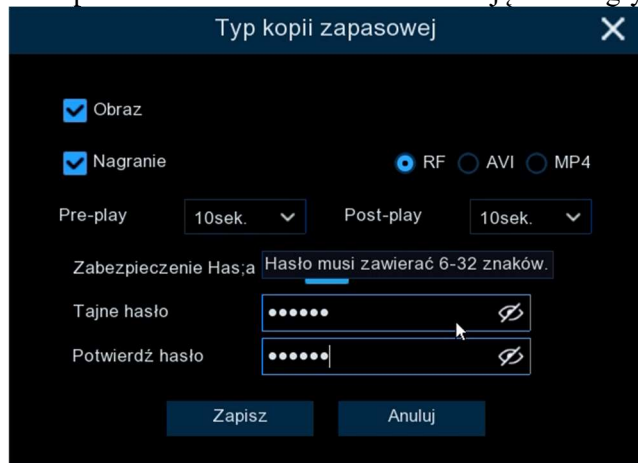 Typ kopii zapasowej
Obraz
Nagranie RF AVI MP4
Pre-play 10sek. Post-play 10sek.
Zabezpieczenie Has;a Hasło musi zawierać 6-32 znaków.
Tajne hasło ••••••
Potwierdź hasło ••••••
Zapisz Anuluj